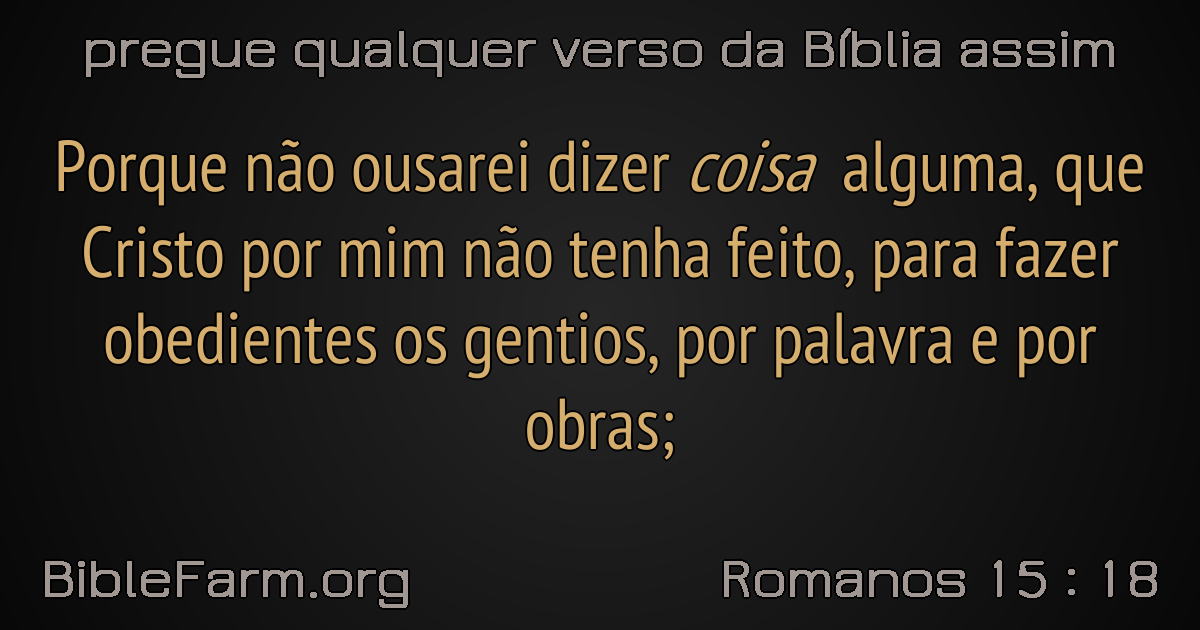 pregue qualquer verso da Bíblia assim
Porque não ousarei dizer coisa alguma, que
Cristo por mim não tenha feito, para fazer
obedientes os gentios, por palavra e por
obras;
BibleFarm.org
Romanos 15 : 18